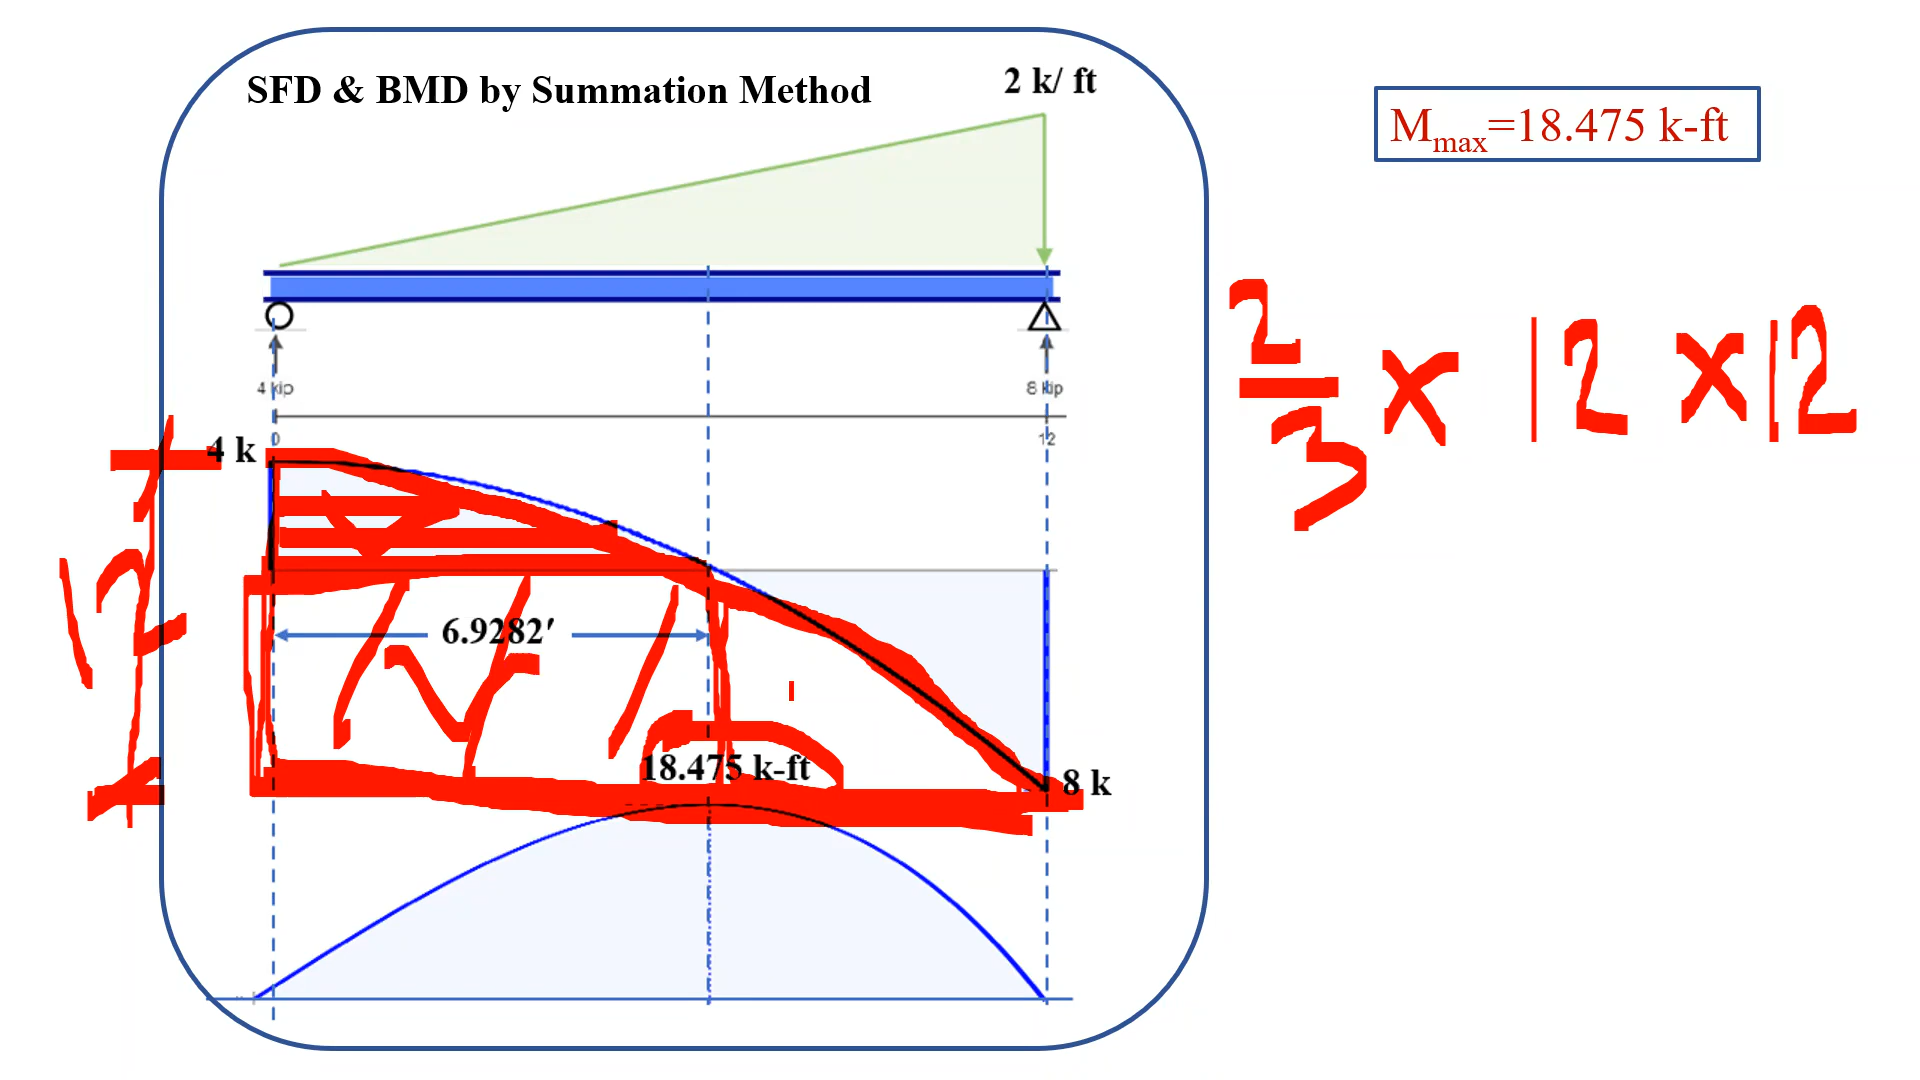 SFD & BMD by Summation Method
2 k/ ft
Mmax=18.475 k-ft
2/3 x 12 x 12
4 kip
8 kip
0
12
4 k
12
6.9282′
18.475 k-ft
8 k